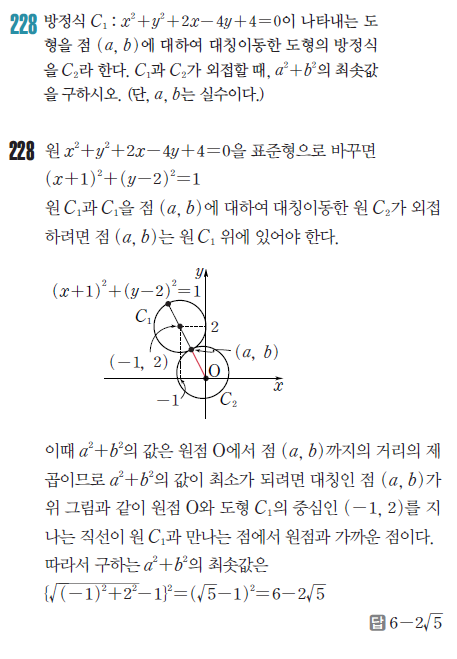 228 방정식 C₁ : x²+y²+2x-4y+4=0이 나타내는 도
형을 점 (a, b)에 대하여 대칭이동한 도형의 방정식
을 C₂라 한다. C₁과 C₂가 외접할 때, a²+b²의 최솟값
을 구하시오. (단, a, b는 실수이다.)
228 원 x²+y²+2x-4y+4=0을 표준형으로 바꾸면
(x+1)²+(y-2)²=1
원 C₁과 C₁을 점 (a, b)에 대하여 대칭이동한 원 C₂가 외접
하려면 점 (a, b)는 원 C₁ 위에 있어야 한다.
y
(x+1)²+(y-2)²=1
C₁
2
(-1, 2)
(a, b)
O
x
-1
C₂
이때 a²+b²의 값은 원점 O에서 점 (a, b)까지의 거리의 제
곱이므로 a²+b²의 값이 최소가 되려면 대칭인 점 (a, b)가
위 그림과 같이 원점 O와 도형 C₁의 중심인 (-1, 2)를 지
나는 직선이 원 C₁과 만나는 점에서 원점과 가까운 점이다.
따라서 구하는 a²+b²의 최솟값은
{√((-1)²+2²)-1}²=(√5-1)²=6-2√5
답 6-2√5